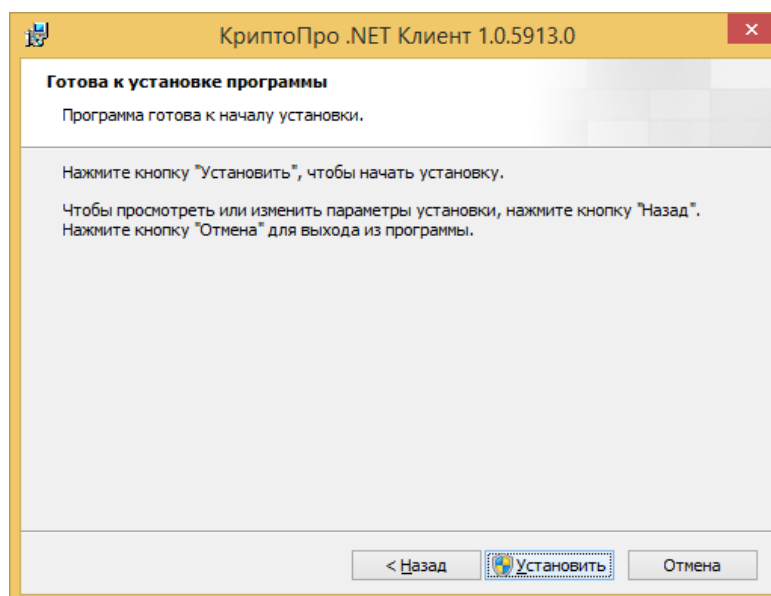 КриптоПро .NET Клиент 1.0.5913.0
Готова к установке программы
Программа готова к началу установки.
Нажмите кнопку "Установить", чтобы начать установку.
Чтобы просмотреть или изменить параметры установки, нажмите кнопку "Назад".
Нажмите кнопку "Отмена" для выхода из программы.
< Назад
Установить
Отмена